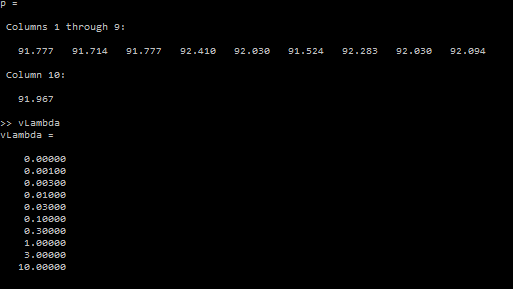 p =
Columns 1 through 9:
91.777 91.714 91.777 92.410 92.030 91.524 92.283 92.030 92.094
Column 10:
91.967
>> vLambda
vLambda =
0.00000
0.00100
0.00300
0.01000
0.03000
0.10000
0.30000
1.00000
3.00000
10.00000